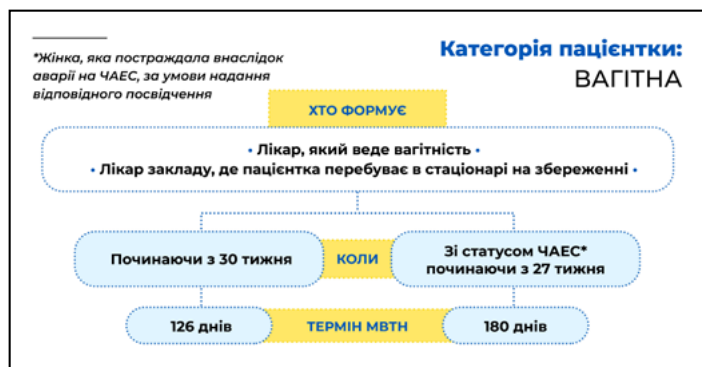 *Жінка, яка постраждала внаслідок
аварії на ЧАЕС, за умови надання
відповідного посвідчення
Категорія пацієнтки:
ВАГІТНА
ХТО ФОРМУЄ
• Лікар, який веде вагітність •
• Лікар закладу, де пацієнтка перебуває в стаціонарі на збереженні •
Починаючи з 30 тижня
КОЛИ
Зі статусом ЧАЕС*
починаючи з 27 тижня
126 днів
ТЕРМІН МВТН
180 днів